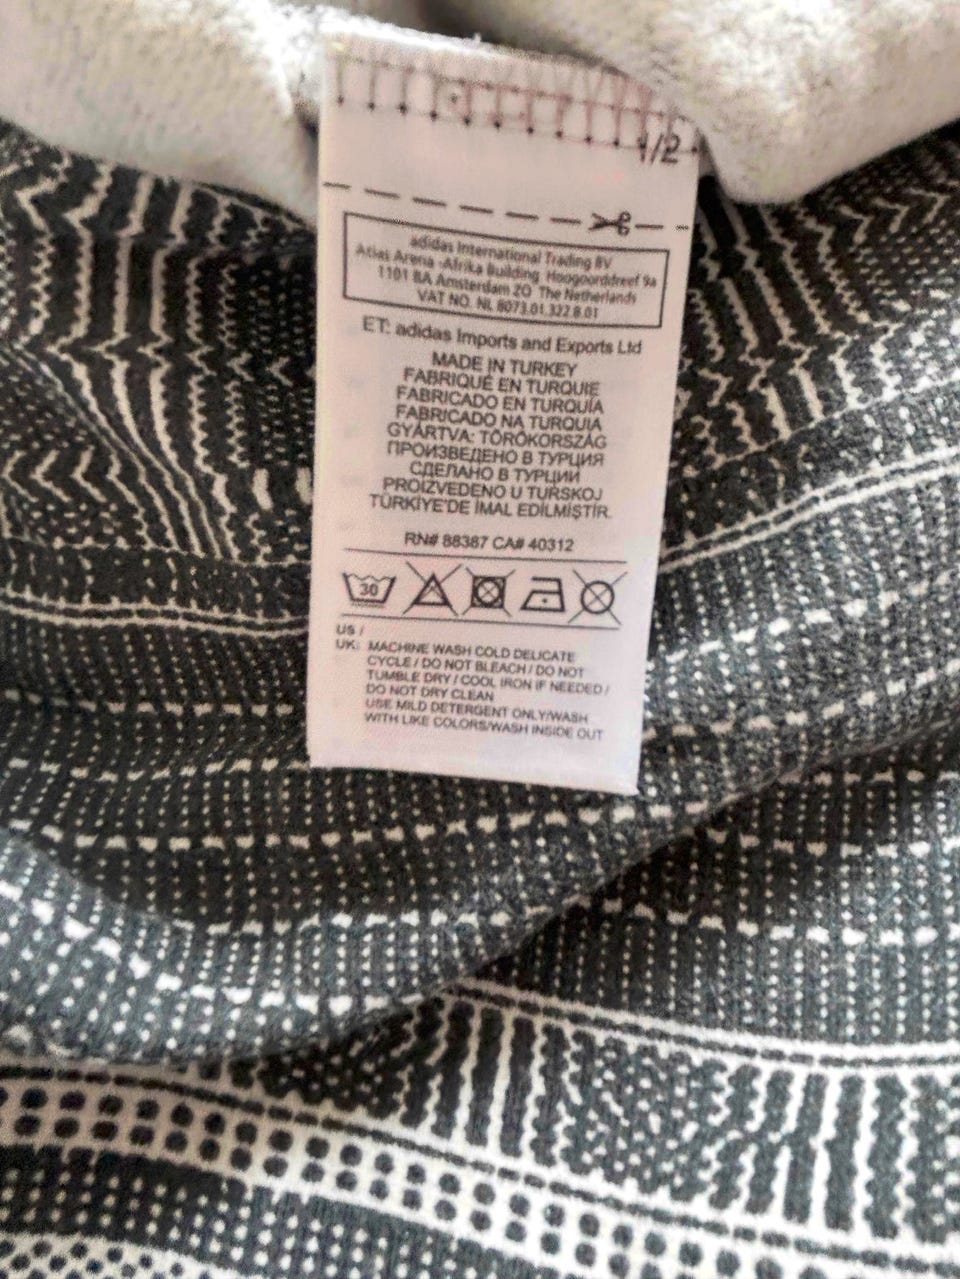 1/2
adidas International Trading BV
Atlas Arena -Afrika Building, Hoogoorddreef 9a
1101 BA Amsterdam ZO The Netherlands
VAT NO. NL 8073.01.322.B.01
ET: adidas Imports and Exports Ltd
MADE IN TURKEY
FABRIQUÉ EN TURQUIE
FABRICADO EN TURQUÍA
FABRICADO NA TURQUIA
GYÁRTVA: TÖRÖKORSZÁG
ПРОИЗВЕДЕНО В ТУРЦИЯ
СДЕЛАНО В ТУРЦИИ
PROIZVEDENO U TURSKOJ
TÜRKİYE'DE İMAL EDİLMİŞTİR.
RN# 88387 CA# 40312
30
US /
UK: MACHINE WASH COLD DELICATE
CYCLE / DO NOT BLEACH / DO NOT
TUMBLE DRY / COOL IRON IF NEEDED /
DO NOT DRY CLEAN
USE MILD DETERGENT ONLY/WASH
WITH LIKE COLORS/WASH INSIDE OUT